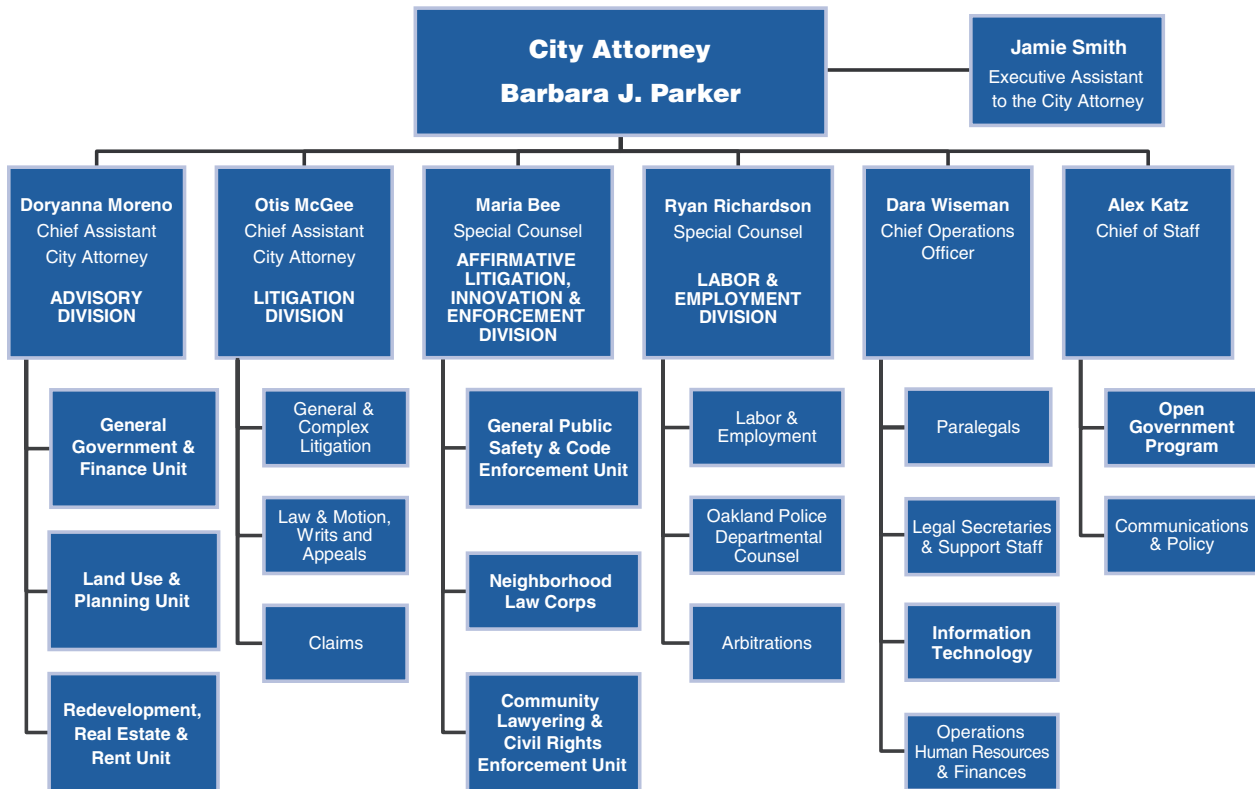 City Attorney
Barbara J. Parker
Jamie Smith
Executive Assistant
to the City Attorney
Doryanna Moreno
Chief Assistant
City Attorney
ADVISORY
DIVISION
General
Government &
Finance Unit
Land Use &
Planning Unit
Redevelopment,
Real Estate &
Rent Unit
Otis McGee
Chief Assistant
City Attorney
LITIGATION
DIVISION
General &
Complex
Litigation
Law & Motion,
Writs and
Appeals
Claims
Maria Bee
Special Counsel
AFFIRMATIVE
LITIGATION,
INNOVATION &
ENFORCEMENT
DIVISION
General Public
Safety & Code
Enforcement Unit
Neighborhood
Law Corps
Community
Lawyering &
Civil Rights
Enforcement Unit
Ryan Richardson
Special Counsel
LABOR &
EMPLOYMENT
DIVISION
Labor &
Employment
Oakland Police
Departmental
Counsel
Arbitrations
Dara Wiseman
Chief Operations
Officer
Paralegals
Legal Secretaries
& Support Staff
Information
Technology
Operations
Human Resources
& Finances
Alex Katz
Chief of Staff
Open
Government
Program
Communications
& Policy